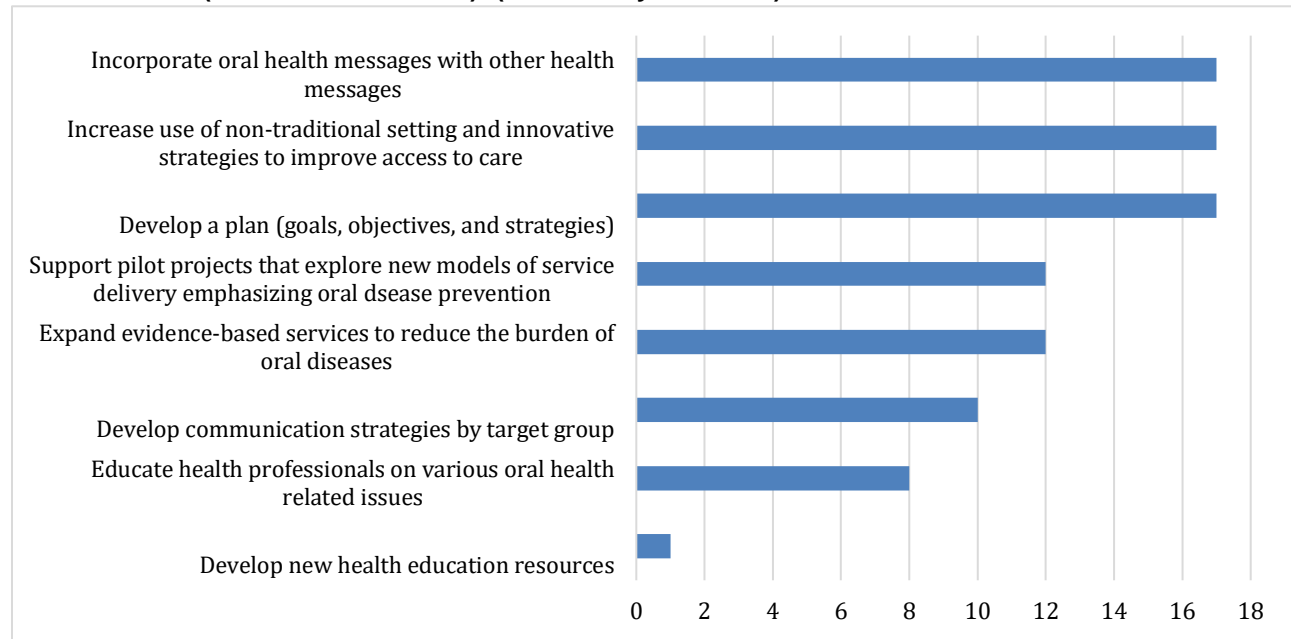 Incorporate oral health messages with other health
messages
Increase use of non-traditional setting and innovative
strategies to improve access to care
Develop a plan (goals, objectives, and strategies)
Support pilot projects that explore new models of service
delivery emphasizing oral dsease prevention
Expand evidence-based services to reduce the burden of
oral diseases
Develop communication strategies by target group
Educate health professionals on various oral health
related issues
Develop new health education resources
0 2 4 6 8 10 12 14 16 18